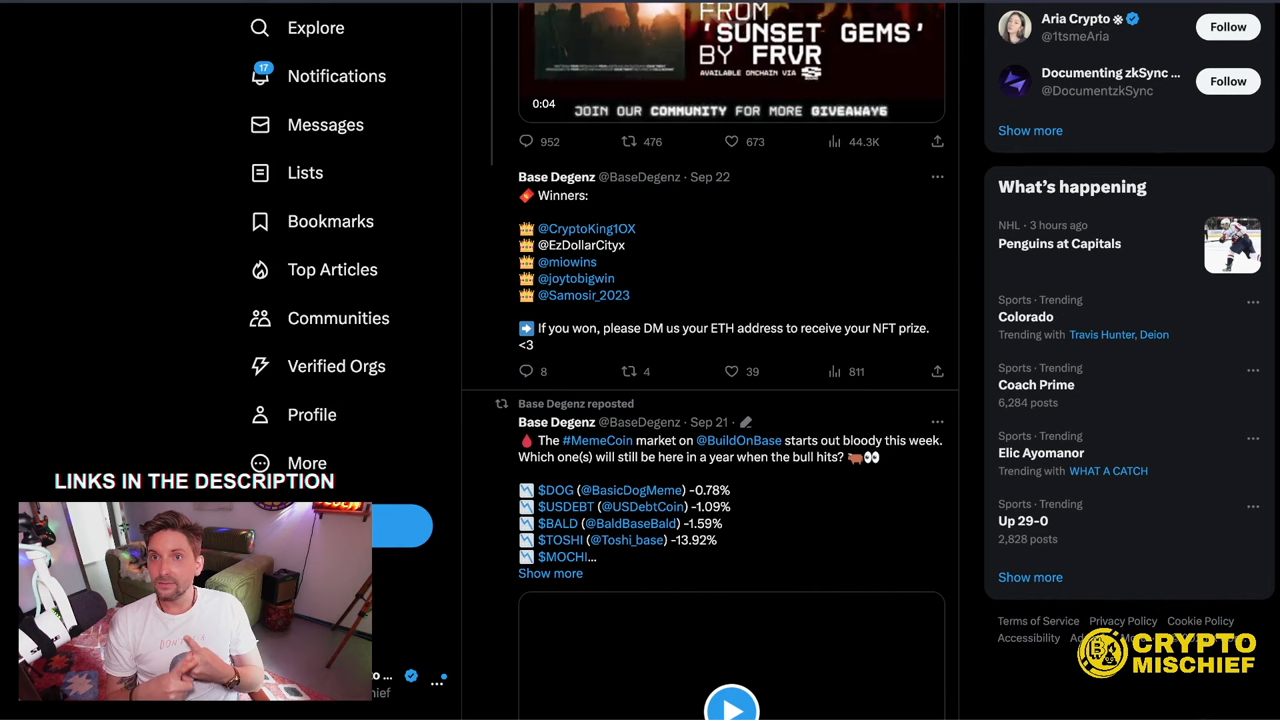 Explore
17
Notifications
Messages
Lists
Bookmarks
Top Articles
Communities
Verified Orgs
Profile
More
LINKS IN THE DESCRIPTION
FROM
'SUNSET GEMS'
BY FRVR
AVAILABLE ONCHAIN VIA
0:04
JOIN OUR COMMUNITY FOR MORE GIVEAWAYS
952 476 673 44.3K
Base Degenz @BaseDegenz · Sep 22
Winners:
@CryptoKing1OX
@EzDollarCityx
@miowins
@joytobigwin
@Samosir_2023
If you won, please DM us your ETH address to receive your NFT prize.
<3
8 4 39 811
Base Degenz reposted
Base Degenz @BaseDegenz · Sep 21 ·
The #MemeCoin market on @BuildOnBase starts out bloody this week.
Which one(s) will still be here in a year when the bull hits?
$DOG (@BasicDogMeme) -0.78%
$USDEBT (@USDebtCoin) -1.09%
$BALD (@BaldBaseBald) -1.59%
$TOSHI (@Toshi_base) -13.92%
$MOCHI...
Show more
Aria Crypto
@1tsmeAria
Follow
Documenting zkSync ...
@DocumentzkSync
Follow
Show more
What's happening
NHL · 3 hours ago
Penguins at Capitals
Sports · Trending
Colorado
Trending with Travis Hunter, Deion
Sports · Trending
Coach Prime
6,284 posts
Sports · Trending
Elic Ayomanor
Trending with WHAT A CATCH
Sports · Trending
Up 29-0
2,828 posts
Show more
Terms of Service Privacy Policy Cookie Policy
Accessibility
CRYPTO
MISCHIEF